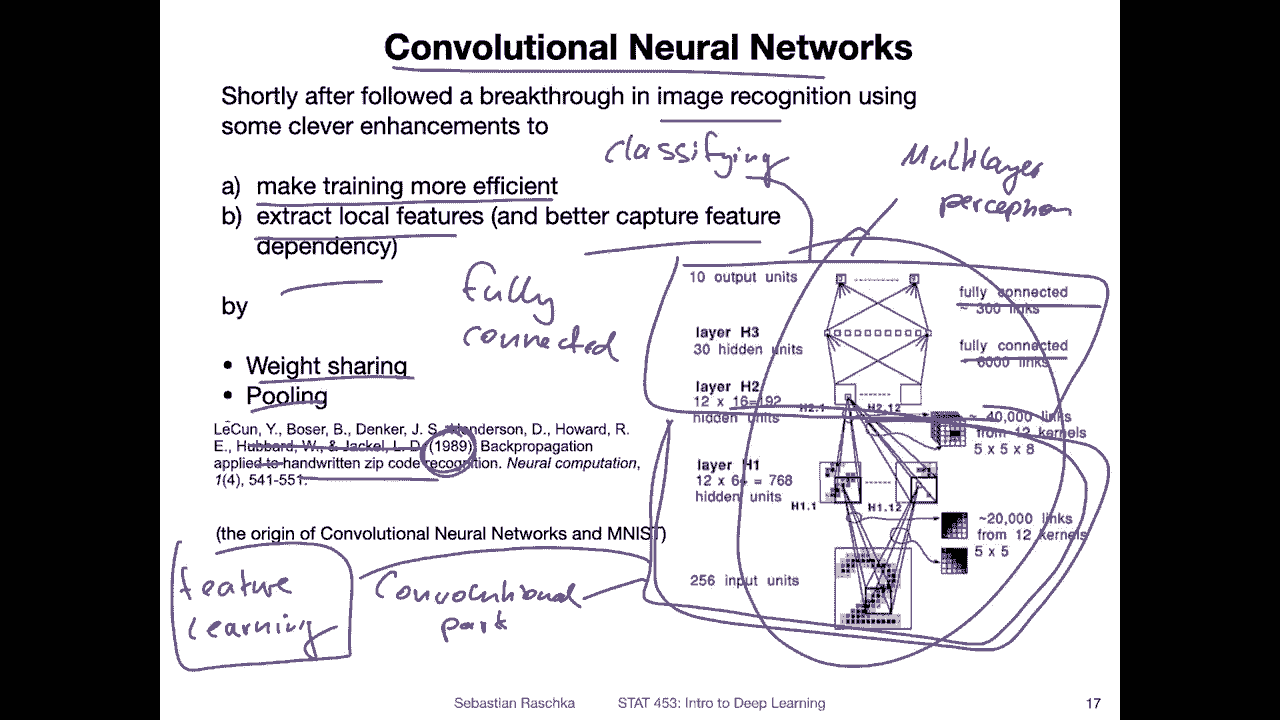 Convolutional Neural Networks
Shortly after followed a breakthrough in image recognition using
some clever enhancements to
classifying
Multilayer
perceptron
a) make training more efficient
b) extract local features (and better capture feature
dependency)
fully
connected
by
• Weight sharing
• Pooling
LeCun, Y., Boser, B., Denker, J. S., Henderson, D., Howard, R.
E., Hubbard, W., & Jackel, L. D. (1989). Backpropagation
applied to handwritten zip code recognition. Neural computation,
1(4), 541-551.
(the origin of Convolutional Neural Networks and MNIST)
feature
learning
Convolutional
part
10 output units
fully connected
~ 300 links
layer H3
30 hidden units
fully connected
~ 6000 links
layer H2
12 x 16=192
hidden units
H2.1
H2.12
~ 40,000 links
from 12 kernels
5 x 5 x 8
layer H1
12 x 64 = 768
hidden units
H1.1
H1.12
~20,000 links
from 12 kernels
5 x 5
256 input units
Sebastian Raschka STAT 453: Intro to Deep Learning 17